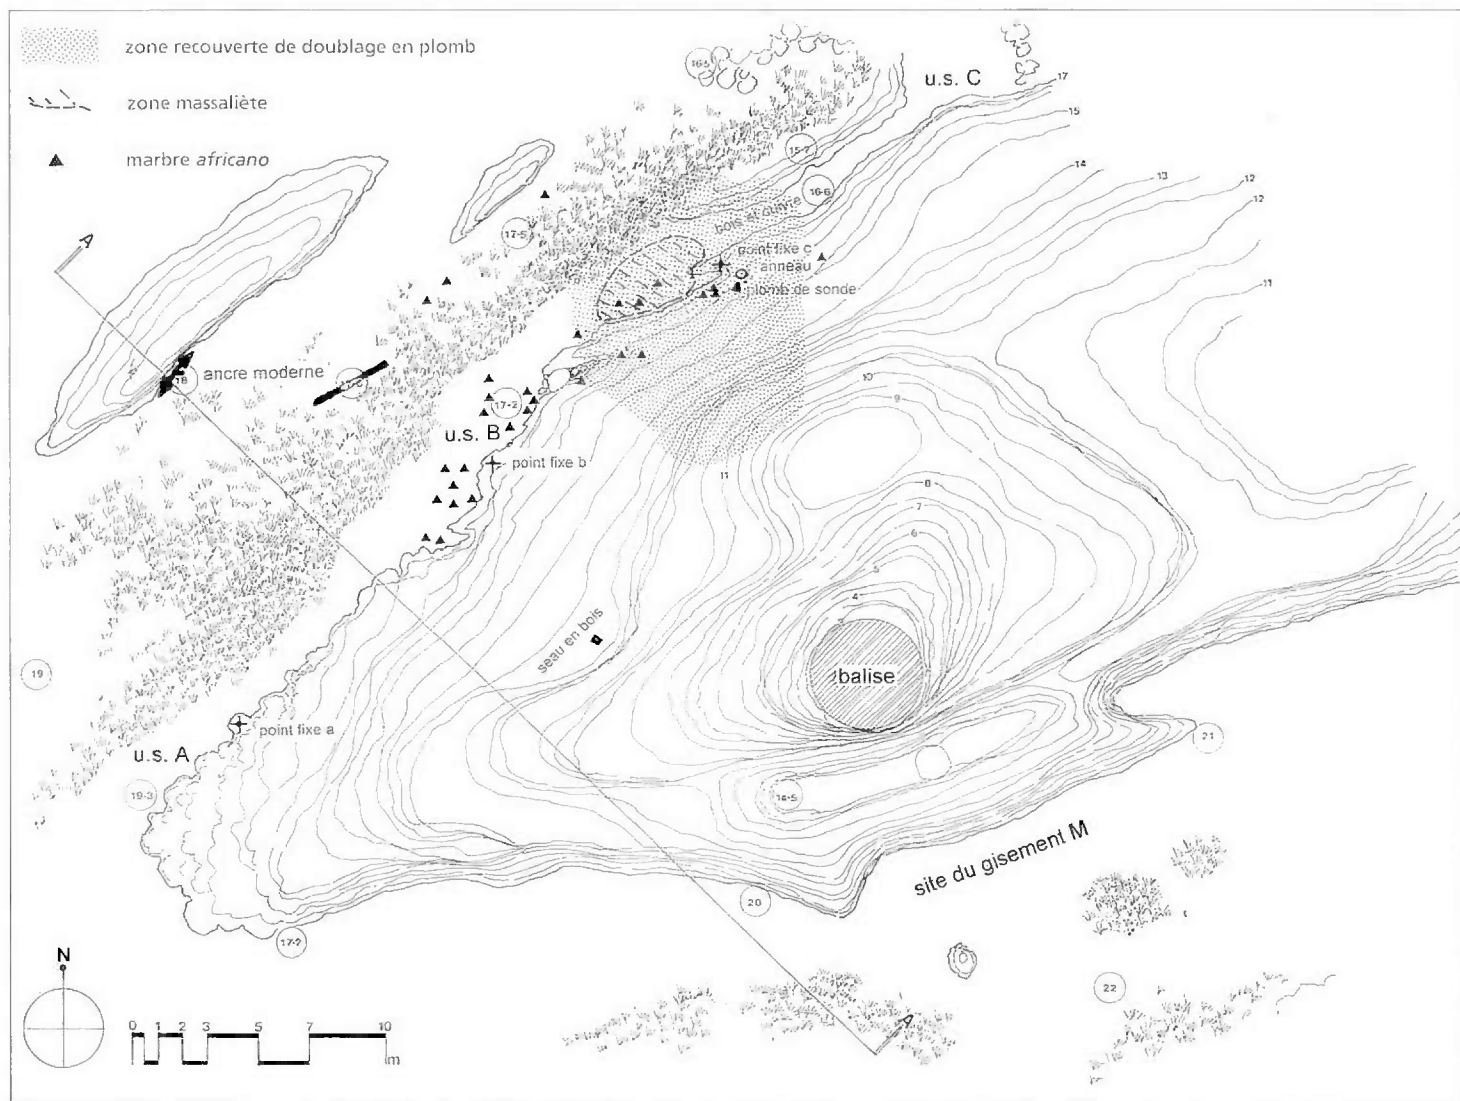 zone recouverte de doublage en plomb
zone massaliète
marbre africano
16-5
u.s. C
17
15
14
13
12
12
11
11
15-7
16-6
bois et cuivre
17-5
point fixe c
anneau
plomb de sonde
A
18
ancre moderne
17-2
u.s. B
point fixe b
10
9
11
8
7
6
5
4
seau en bois
balise
19
point fixe a
u.s. A
19-3
21
site du gisement M
20
17-2
22
A
N
0 1 2 3 5 7 10
m